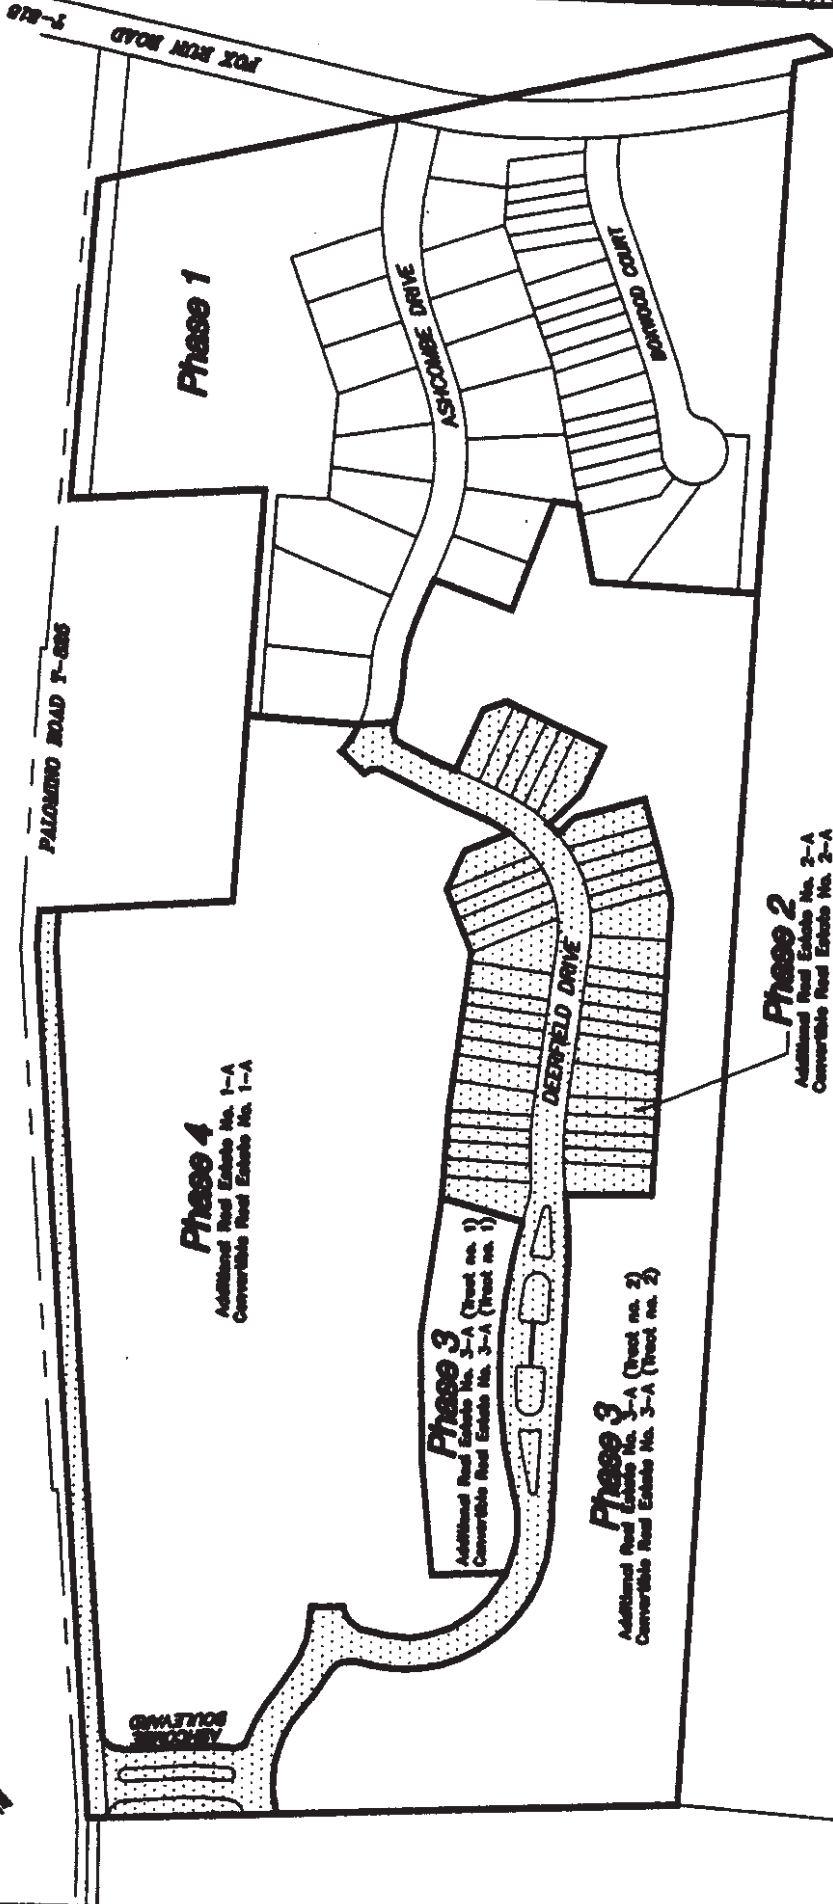 T-818
FOX RUN ROAD
Phase 1
ASHCOMBE DRIVE
BOXWOOD COURT
PALOMINO ROAD T-826
Phase 2
Additional Real Estate No. 2-A
Convertible Real Estate No. 2-A
DEERFIELD DRIVE
Phase 4
Additional Real Estate No. 1-A
Convertible Real Estate No. 1-A
Phase 3
Additional Real Estate No. 3-A (Tract no. 1)
Convertible Real Estate No. 3-A (Tract no. 1)
Phase 3
Additional Real Estate No. 3-A (Tract no. 2)
Convertible Real Estate No. 3-A (Tract no. 2)
ASHCOMBE
BOULEVARD